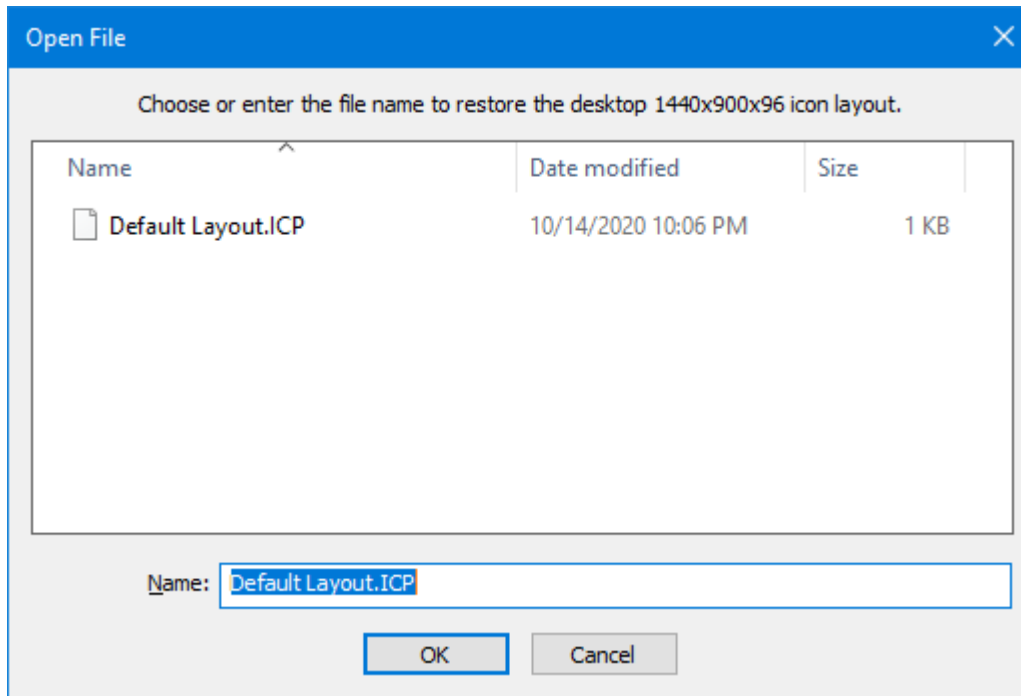 Open File
Choose or enter the file name to restore the desktop 1440x900x96 icon layout.
Name Date modified Size
Default Layout.ICP 10/14/2020 10:06 PM 1 KB
Name: Default Layout.ICP
OK Cancel